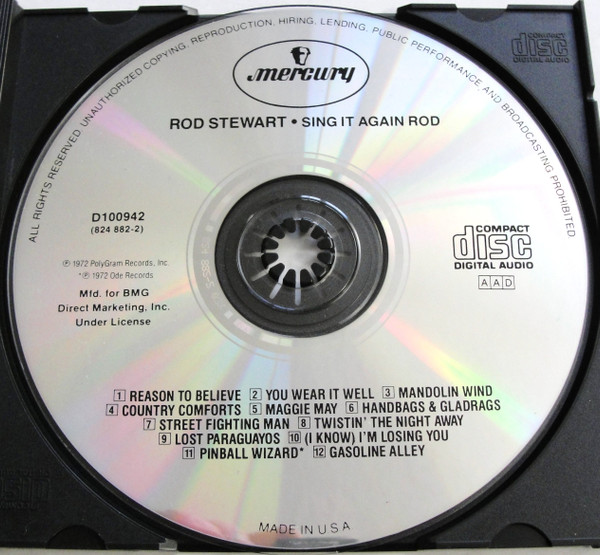 ALL RIGHTS RESERVED. UNAUTHORIZED COPYING, REPRODUCTION, HIRING, LENDING, PUBLIC PERFORMANCE AND BROADCASTING PROHIBITED
mercury
ROD STEWART • SING IT AGAIN ROD
D100942
(824 882-2)
℗ 1972 PolyGram Records, Inc.
*℗ 1972 Ode Records
Mfd. for BMG
Direct Marketing, Inc.
Under License
COMPACT
disc
DIGITAL AUDIO
AAD
1 REASON TO BELIEVE 2 YOU WEAR IT WELL 3 MANDOLIN WIND
4 COUNTRY COMFORTS 5 MAGGIE MAY 6 HANDBAGS & GLADRAGS
7 STREET FIGHTING MAN 8 TWISTIN' THE NIGHT AWAY
9 LOST PARAGUAYOS 10 (I KNOW) I'M LOSING YOU
11 PINBALL WIZARD* 12 GASOLINE ALLEY
MADE IN U S A
COMPACT
disc
DIGITAL AUDIO